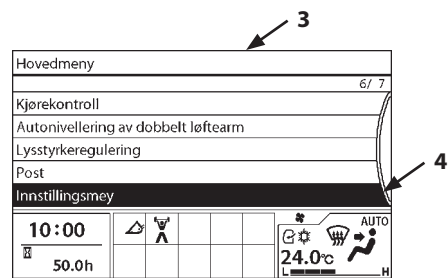 3
Hovedmeny
6/ 7
Kjørekontroll
Autonivellering av dobbelt løftearm
Lysstyrkeregulering
Post
Innstillingsmey
4
10:00
50.0h
AUTO
24.0°C
L H